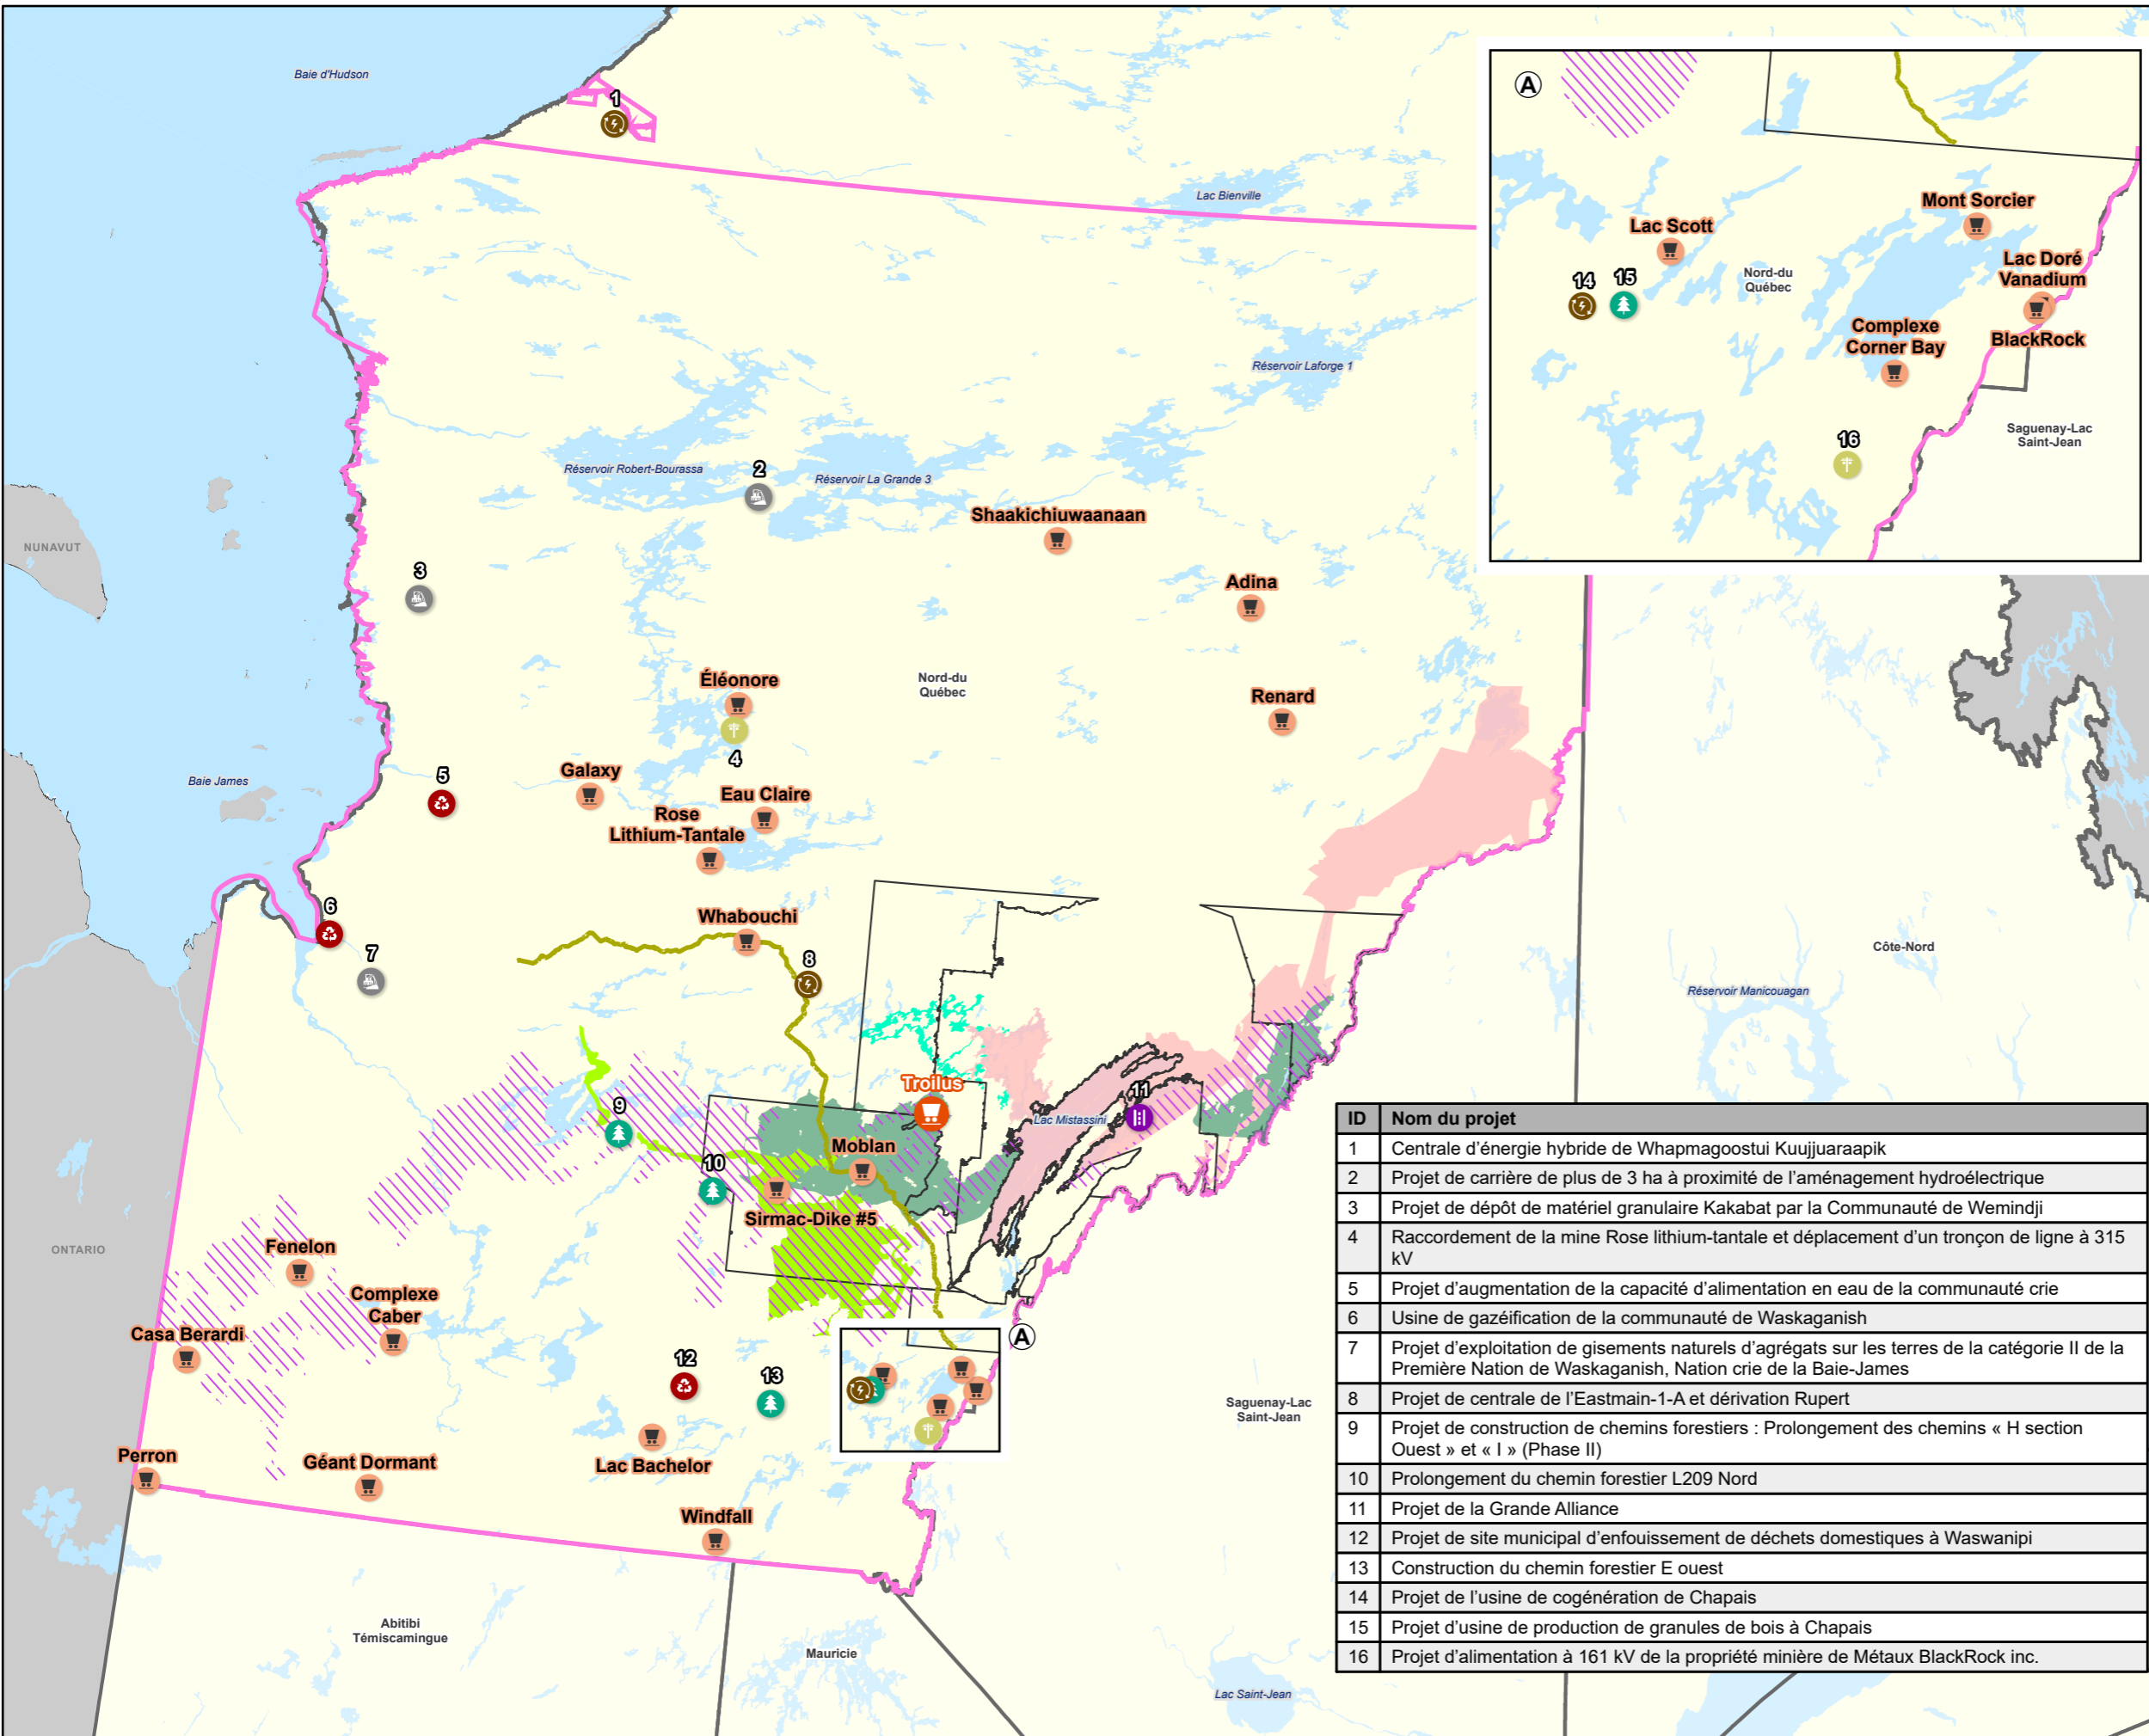 Baie d'Hudson
1
Lac Bienville
A
Mont Sorcier
Lac Scott
Lac Doré
Vanadium
14
15
Nord-du
Québec
Complexe
Corner Bay
BlackRock
Saguenay-Lac
Saint-Jean
16
Réservoir Laforge 1
Réservoir Robert-Bourassa
2
Réservoir La Grande 3
Shaakichiuwaanaan
NUNAVUT
3
Adina
Éléonore
Nord-du
Québec
Renard
4
Galaxy
5
Baie James
Eau Claire
Rose
Lithium-Tantale
6
Whabouchi
7
8
Côte-Nord
Réservoir Manicouagan
Troilus
11
Lac Mistassini
9
Moblan
10
Sirmac-Dike #5
ONTARIO
Fenelon
Complexe
Caber
Casa Berardi
A
12
13
Saguenay-Lac
Saint-Jean
Perron
Géant Dormant
Lac Bachelor
Windfall
Abitibi
Témiscamingue
Mauricie
Lac Saint-Jean
ID Nom du projet
1 Centrale d'énergie hybride de Whapmagoostui Kuujjuaraapik
2 Projet de carrière de plus de 3 ha à proximité de l'aménagement hydroélectrique
3 Projet de dépôt de matériel granulaire Kakabat par la Communauté de Wemindji
4 Raccordement de la mine Rose lithium-tantale et déplacement d'un tronçon de ligne à 315
kV
5 Projet d'augmentation de la capacité d'alimentation en eau de la communauté crie
6 Usine de gazéification de la communauté de Waskaganish
7 Projet d'exploitation de gisements naturels d'agrégats sur les terres de la catégorie II de la
Première Nation de Waskaganish, Nation crie de la Baie-James
8 Projet de centrale de l'Eastmain-1-A et dérivation Rupert
9 Projet de construction de chemins forestiers : Prolongement des chemins « H section
Ouest » et « I » (Phase II)
10 Prolongement du chemin forestier L209 Nord
11 Projet de la Grande Alliance
12 Projet de site municipal d'enfouissement de déchets domestiques à Waswanipi
13 Construction du chemin forestier E ouest
14 Projet de l'usine de cogénération de Chapais
15 Projet d'usine de production de granules de bois à Chapais
16 Projet d'alimentation à 161 kV de la propriété minière de Métaux BlackRock inc.